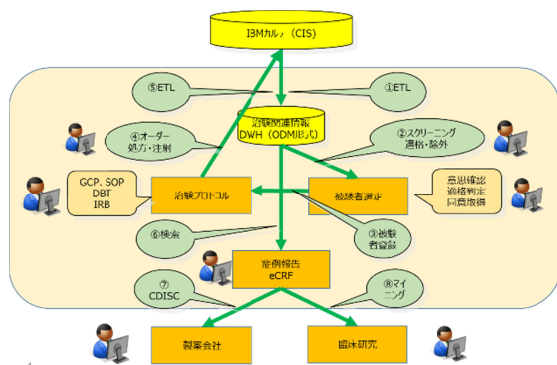 IBMカルテ (CIS)
⑤ETL
①ETL
治験関連情報
DWH (ODM形式)
④オーダー
処方・注射
②スクリーニング
適格・除外
GCP、SOP
DBT
IRB
治験プロトコル
被験者選定
意思確認
適格判定
同意取得
⑥検索
③被験
者登録
症例報告
eCRF
⑦
CDISC
⑧マイ
ニング
製薬会社
臨床研究